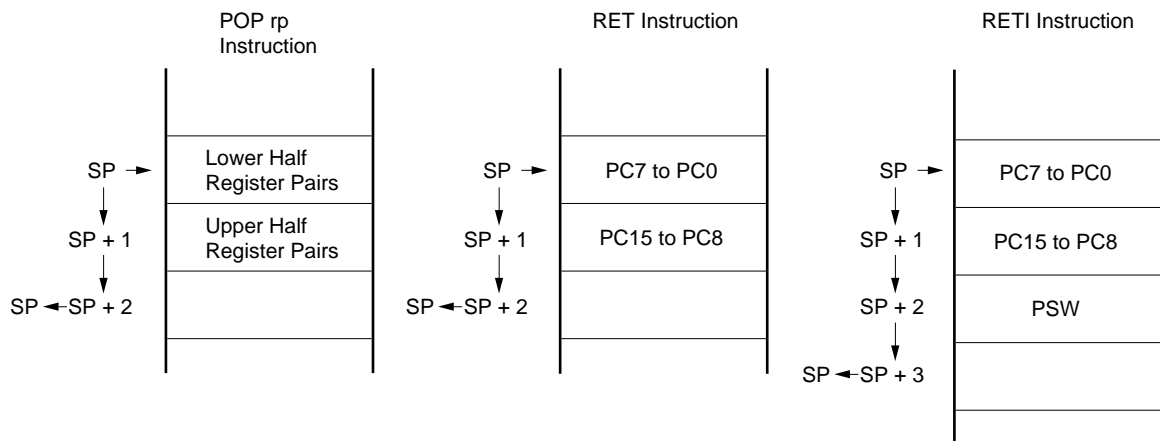 POP rp
Instruction
RET Instruction
RETI Instruction
SP
Lower Half
Register Pairs
SP + 1
Upper Half
Register Pairs
SP SP + 2
SP
PC7 to PC0
SP + 1
PC15 to PC8
SP SP + 2
SP
PC7 to PC0
SP + 1
PC15 to PC8
SP + 2
PSW
SP SP + 3